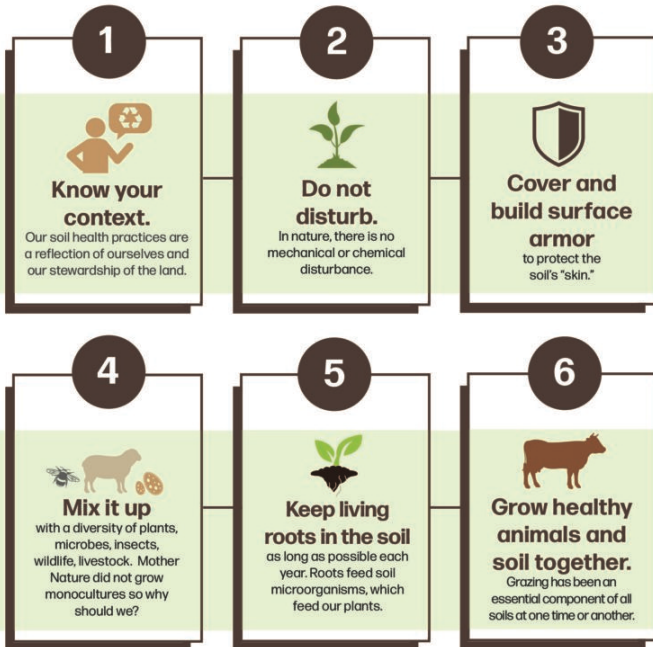 1
Know your
context.
Our soil health practices are
a reflection of ourselves and
our stewardship of the land.
2
Do not
disturb.
In nature, there is no
mechanical or chemical
disturbance.
3
Cover and
build surface
armor
to protect the
soil's "skin."
4
Mix it up
with a diversity of plants,
microbes, insects,
wildlife, livestock. Mother
Nature did not grow
monocultures so why
should we?
5
Keep living
roots in the soil
as long as possible each
year. Roots feed soil
microorganisms, which
feed our plants.
6
Grow healthy
animals and
soil together.
Grazing has been an
essential component of all
soils at one time or another.